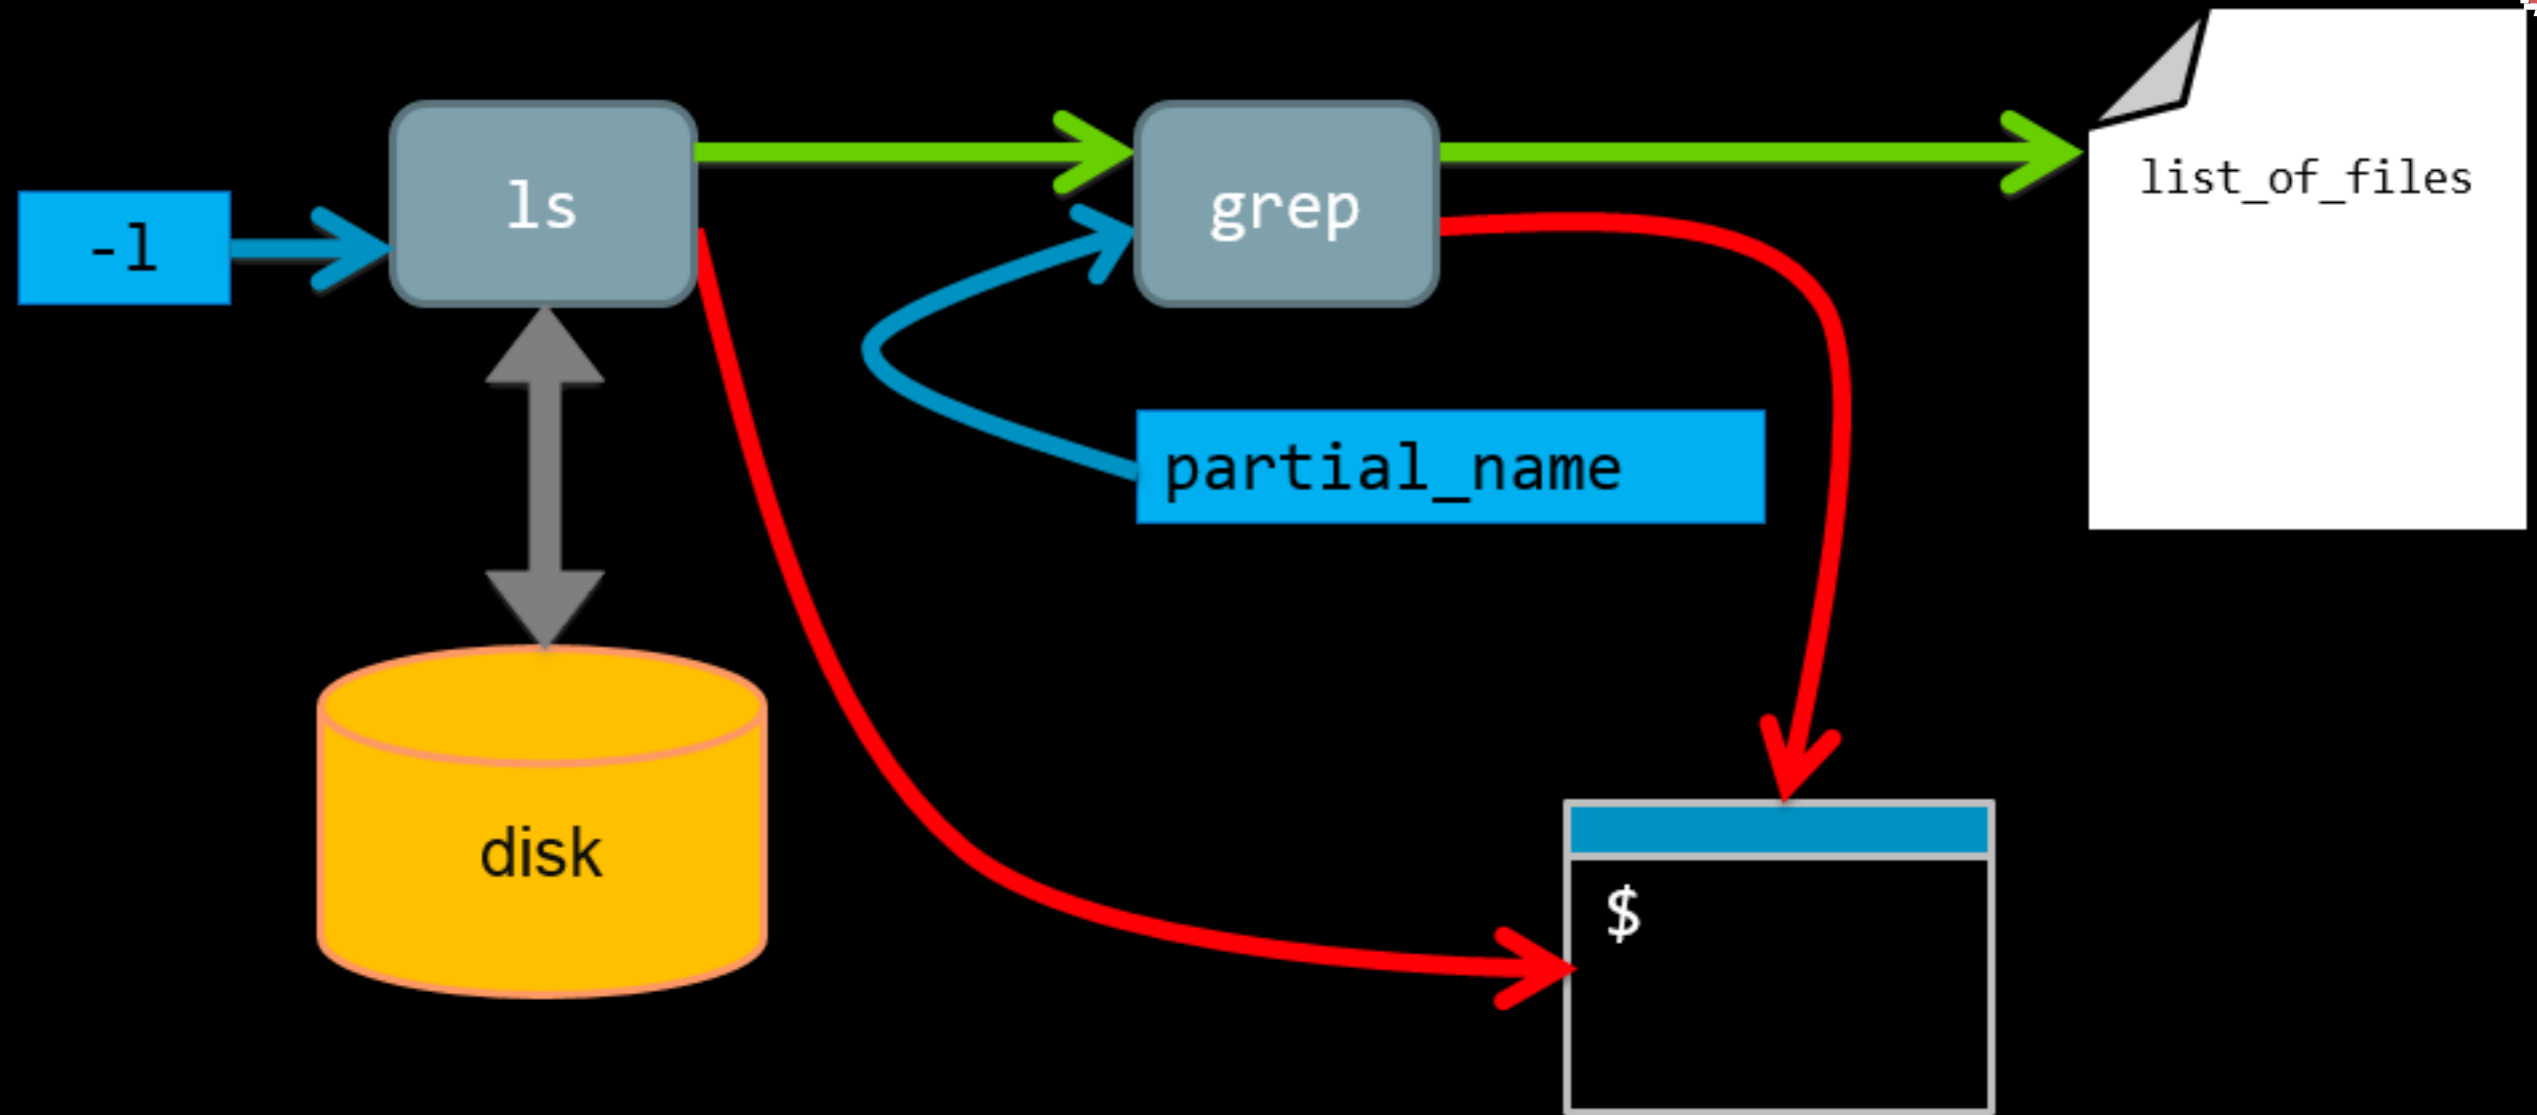 -l
ls
grep
list_of_files
partial_name
disk
$